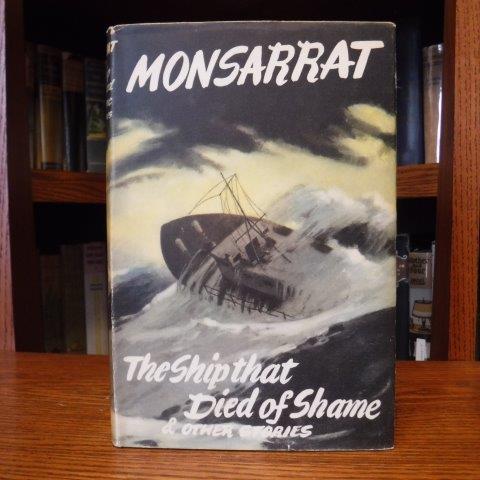 MONSARRAT
The Ship that
Died of Shame
& OTHER STORIES